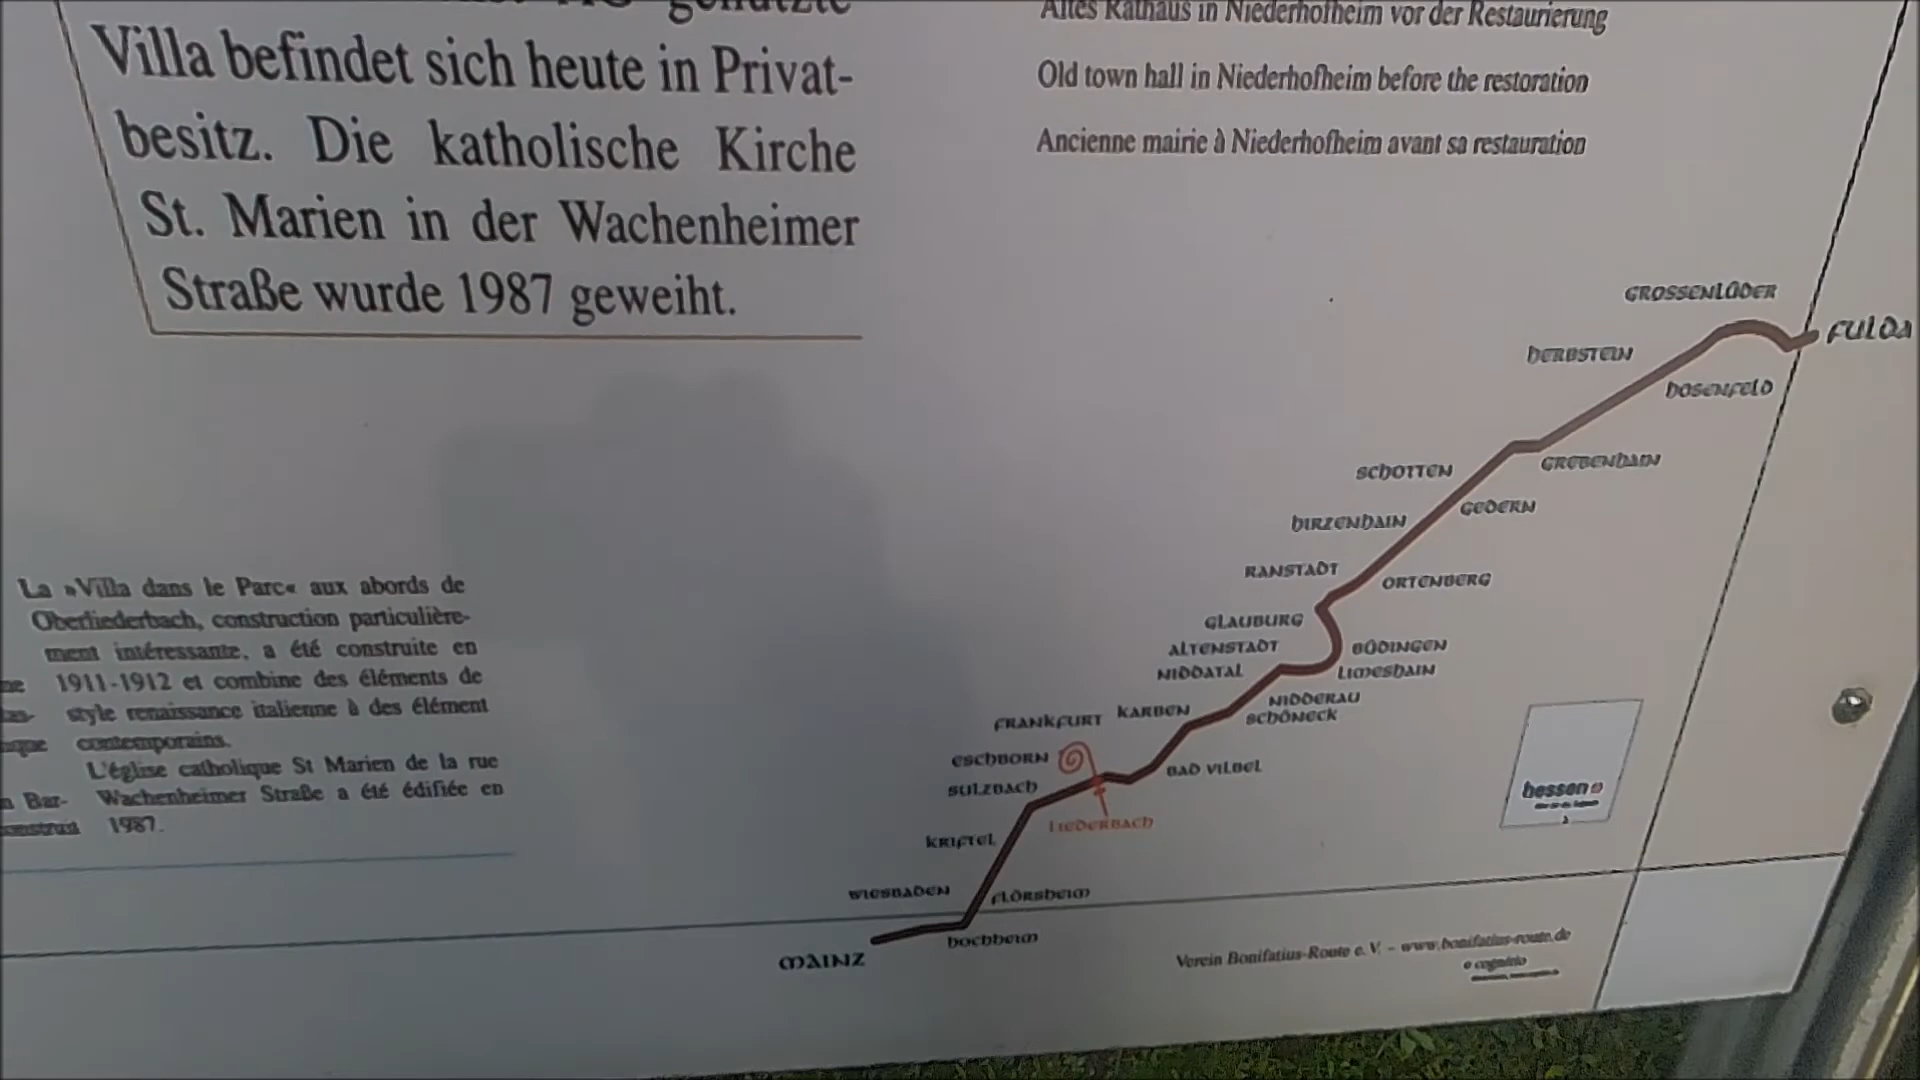 genutzte
Villa befindet sich heute in Privat-
besitz. Die katholische Kirche
St. Marien in der Wachenheimer
Straße wurde 1987 geweiht.
Altes Rathaus in Niederhofheim vor der Restaurierung
Old town hall in Niederhofheim before the restoration
Ancienne mairie à Niederhofheim avant sa restauration
La »Villa dans le Parc« aux abords de
Oberliederbach, construction particulière-
ment intéressante, a été construite en
1911-1912 et combine des éléments de
style renaissance italienne à des élément
contemporains.
L'église catholique St Marien de la rue
Wachenheimer Straße a été édifiée en
1987.
n Bar-
construit
GROSSENLÜDER
FULDA
HERBSTEIN
HOSENFELD
GREBENHAIN
SCHOTTEN
GEDERN
HIRZENHAIN
RANSTADT
ORTENBERG
GLAUBURG
ALTENSTADT
BÜDINGEN
NIDDATAL
LIMESHAIN
NIDDERAU
SCHÖNECK
KARBEN
FRANKFURT
ESCHBORN
BAD VILBEL
SULZBACH
LIEDERBACH
KRIFTEL
WIESBADEN
FLÖRSHEIM
HOCHHEIM
MAINZ
hessen
Verein Bonifatius-Route e.V. – www.bonifatius-route.de
cognitio